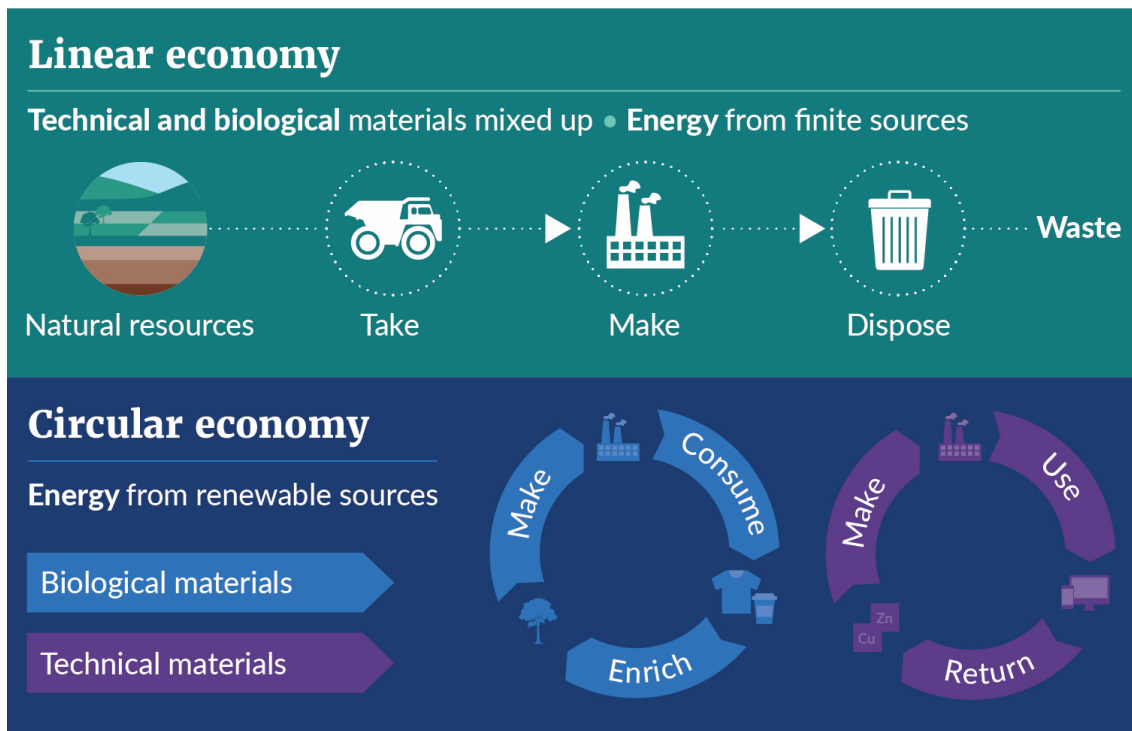 Linear economy
Technical and biological materials mixed up • Energy from finite sources
Waste
Natural resources
Take
Make
Dispose
Circular economy
Energy from renewable sources
Biological materials
Technical materials
Make
Consume
Enrich
Make
Use
Return
Zn
Cu